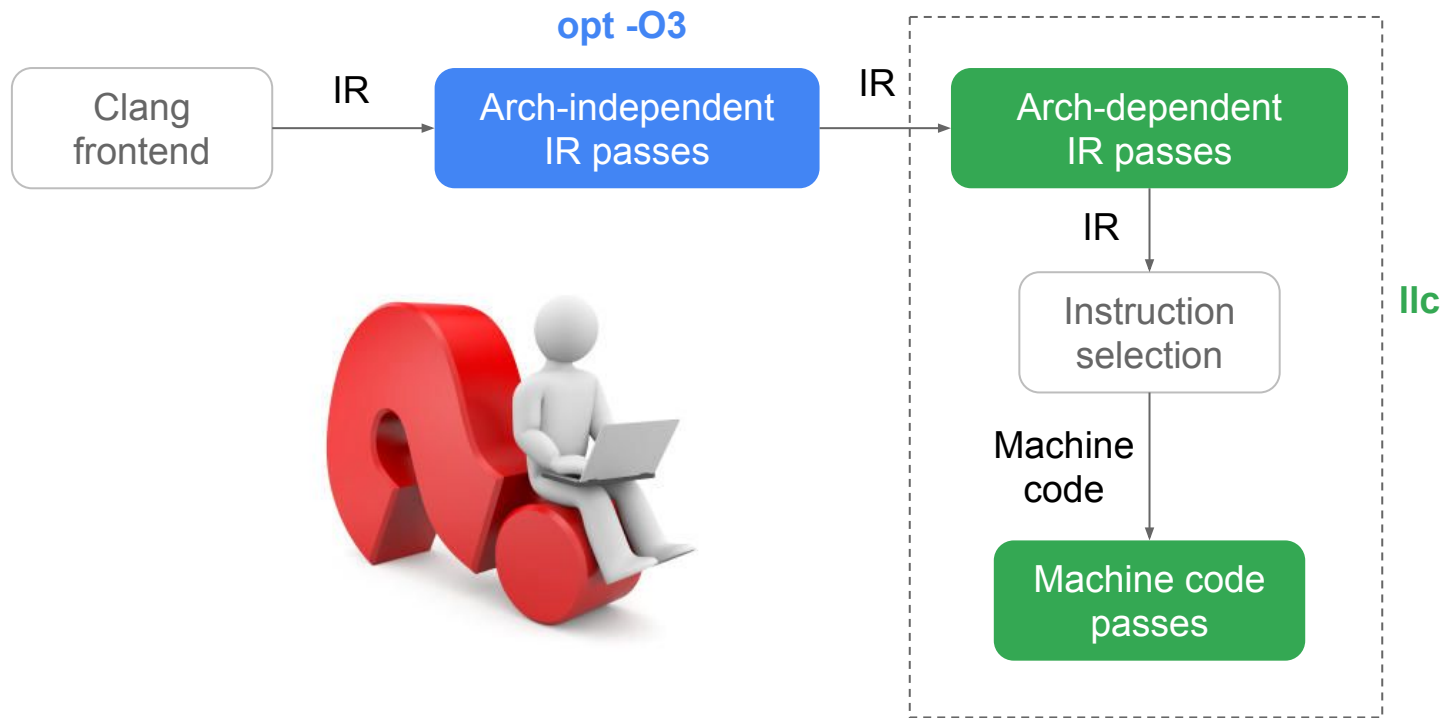 opt -O3
Clang
frontend
IR
Arch-independent
IR passes
IR
Arch-dependent
IR passes
IR
Instruction
selection
llc
Machine
code
Machine code
passes